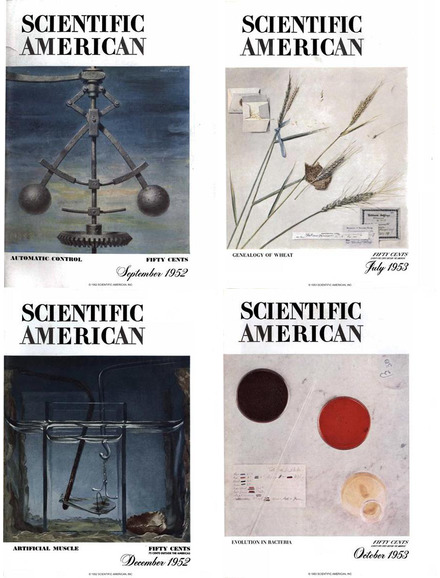 SCIENTIFIC
AMERICAN
AUTOMATIC CONTROL
FIFTY CENTS
September 1952
SCIENTIFIC
AMERICAN
GENEALOGY OF WHEAT
FIFTY CENTS
July 1953
SCIENTIFIC
AMERICAN
ARTIFICIAL MUSCLE
FIFTY CENTS
December 1952
SCIENTIFIC
AMERICAN
EVOLUTION IN BACTERIA
FIFTY CENTS
October 1953